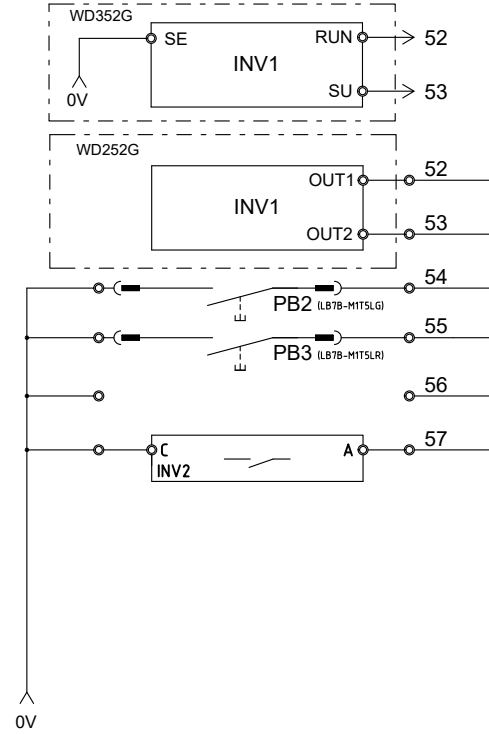 WD352G
SE
RUN
52
INV1
SU
53
0V
WD252G
OUT1
52
INV1
OUT2
53
54
PB2 (LB7B-M1T5LG)
55
PB3 (LB7B-M1T5LR)
56
57
C
A
INV2
0V